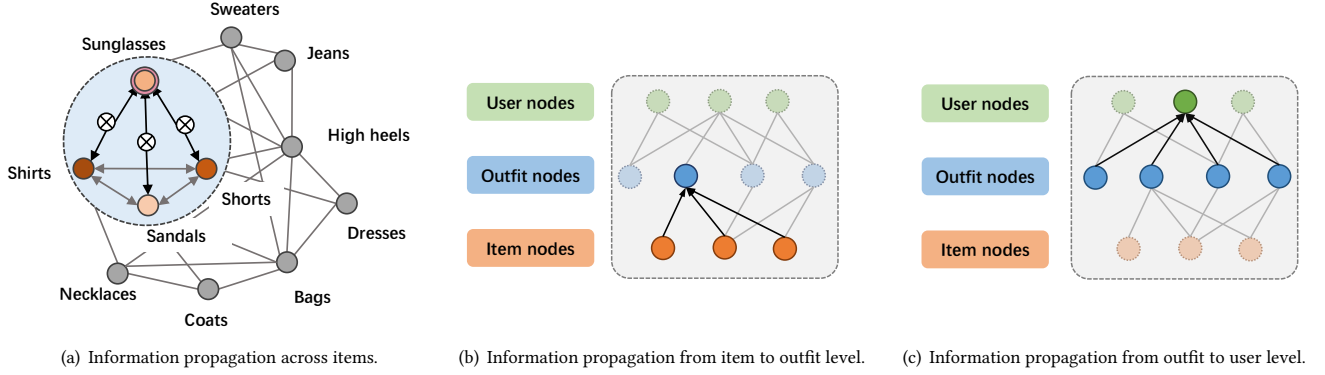 Sweaters
Sunglasses
Jeans
High heels
Shirts
Shorts
Dresses
Sandals
Necklaces
Bags
Coats
(a) Information propagation across items.
User nodes
Outfit nodes
Item nodes
(b) Information propagation from item to outfit level.
User nodes
Outfit nodes
Item nodes
(c) Information propagation from outfit to user level.